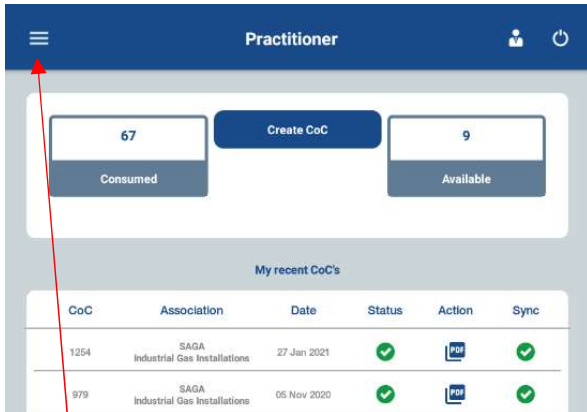 Practitioner
67 Create CoC 9
Consumed Available
My recent CoC's
CoC Association Date Status Action Sync
1254 SAGA Industrial Gas Installations 27 Jan 2021 PDF
979 SAGA Industrial Gas Installations 05 Nov 2020 PDF